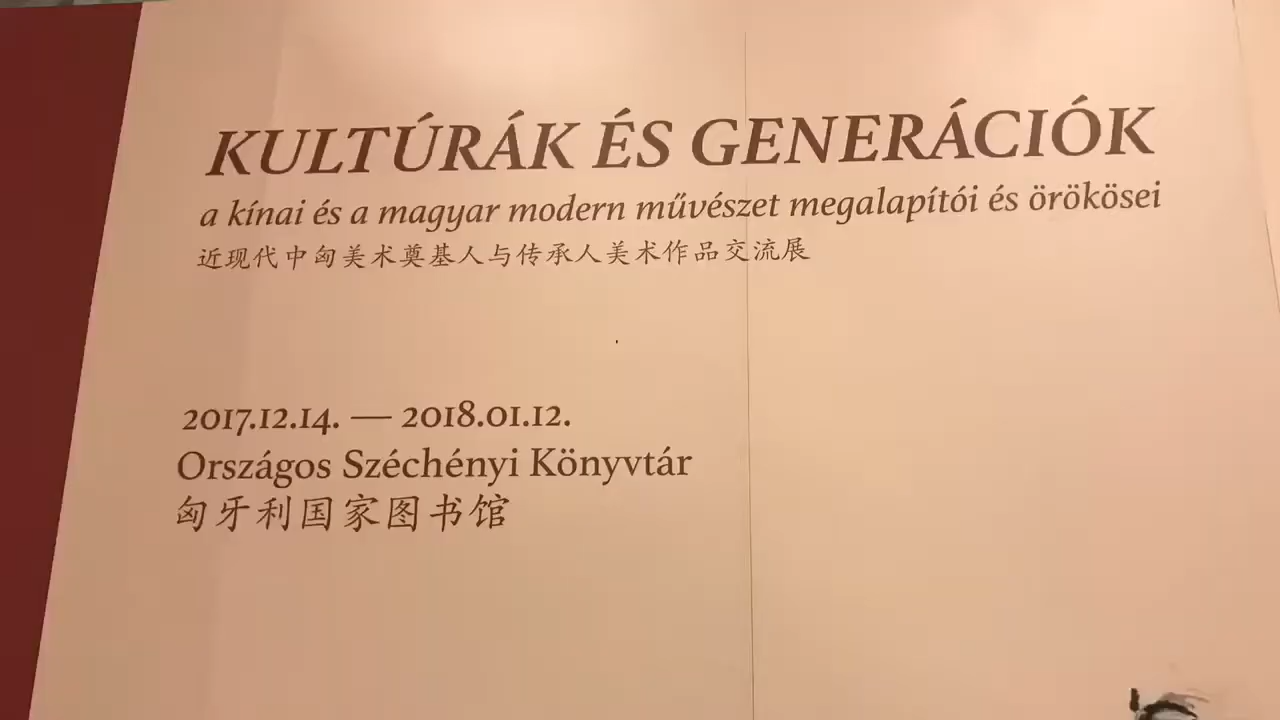 KULTÚRÁK ÉS GENERÁCIÓK
a kínai és a magyar modern művészet megalapítói és örökösei
近现代中匈美术奠基人与传承人美术作品交流展
2017.12.14. — 2018.01.12.
Országos Széchényi Könyvtár
匈牙利国家图书馆